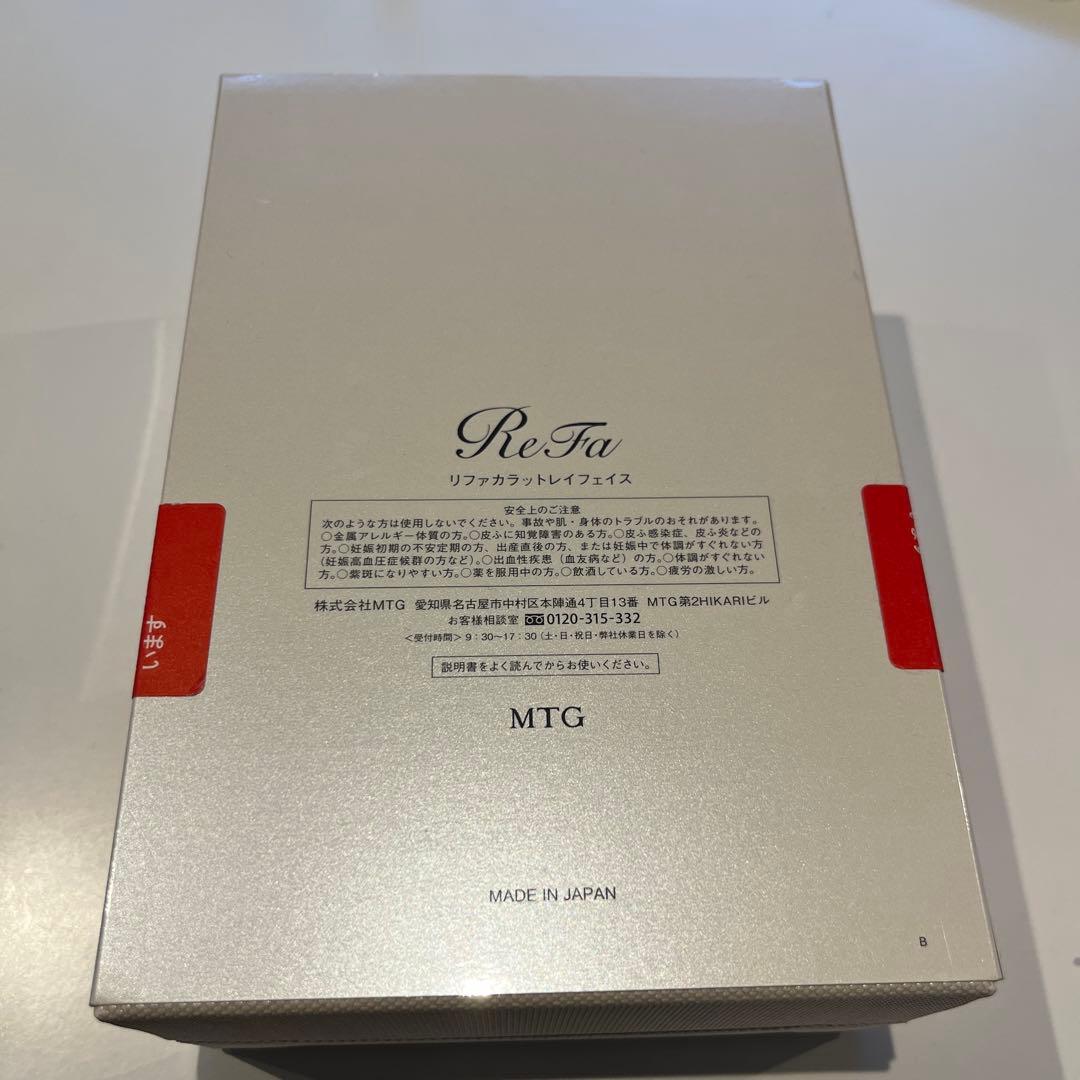 ReFa
リファカラットレイフェイス
安全上のご注意
次のような方は使用しないでください。事故や肌・身体のトラブルのおそれがあります。
○金属アレルギー体質の方。○皮ふに知覚障害のある方。○皮ふ感染症、皮ふ炎などの
方。○妊娠初期の不安定期の方、出産直後の方、または妊娠中で体調がすぐれない方
（妊娠高血圧症候群の方など）。○出血性疾患（血友病など）の方。○体調がすぐれない
方。○紫斑になりやすい方。○薬を服用中の方。○飲酒している方。○疲労の激しい方。
株式会社MTG 愛知県名古屋市中村区本陣通4丁目13番 MTG第2HIKARIビル
お客様相談室 0120-315-332
＜受付時間＞9：30～17：30（土・日・祝日・弊社休業日を除く）
説明書をよく読んでからお使いください。
MTG
います
MADE IN JAPAN
B